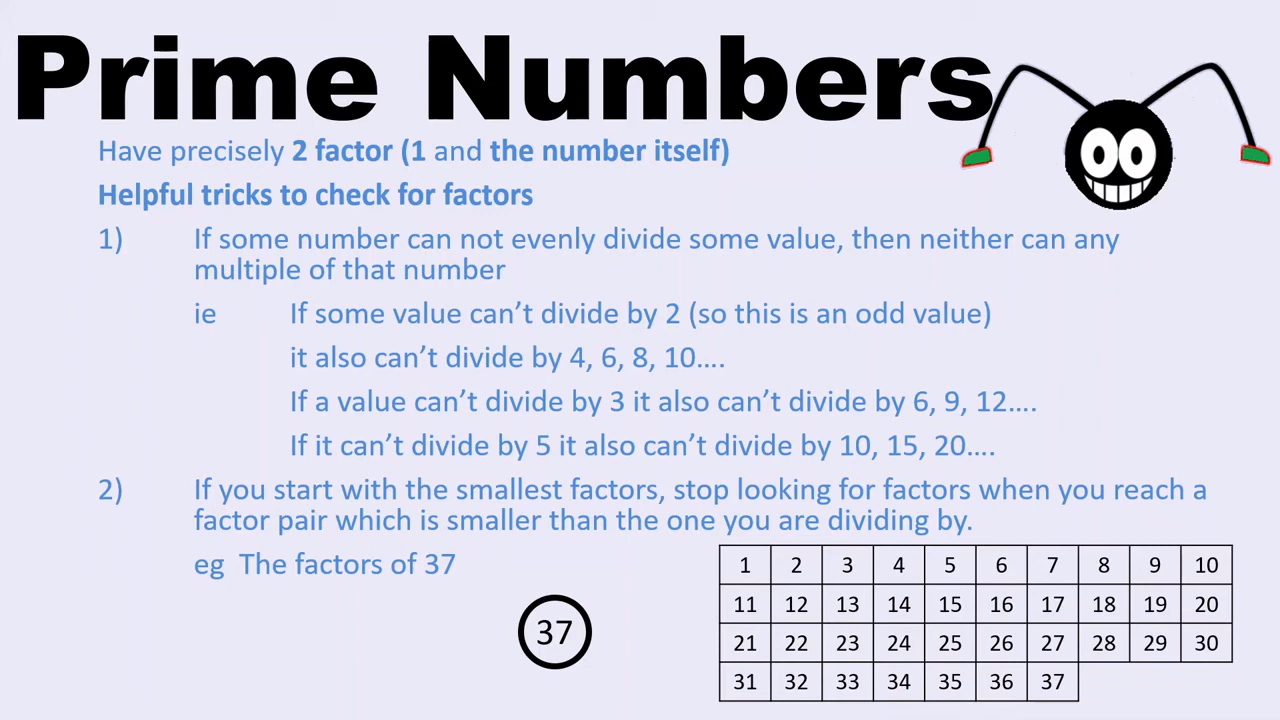 Prime Numbers
Have precisely 2 factor (1 and the number itself)
Helpful tricks to check for factors
1) If some number can not evenly divide some value, then neither can any
multiple of that number
ie If some value can’t divide by 2 (so this is an odd value)
it also can’t divide by 4, 6, 8, 10….
If a value can’t divide by 3 it also can’t divide by 6, 9, 12….
If it can’t divide by 5 it also can’t divide by 10, 15, 20….
2) If you start with the smallest factors, stop looking for factors when you reach a
factor pair which is smaller than the one you are dividing by.
eg The factors of 37
37
1 2 3 4 5 6 7 8 9 10
11 12 13 14 15 16 17 18 19 20
21 22 23 24 25 26 27 28 29 30
31 32 33 34 35 36 37